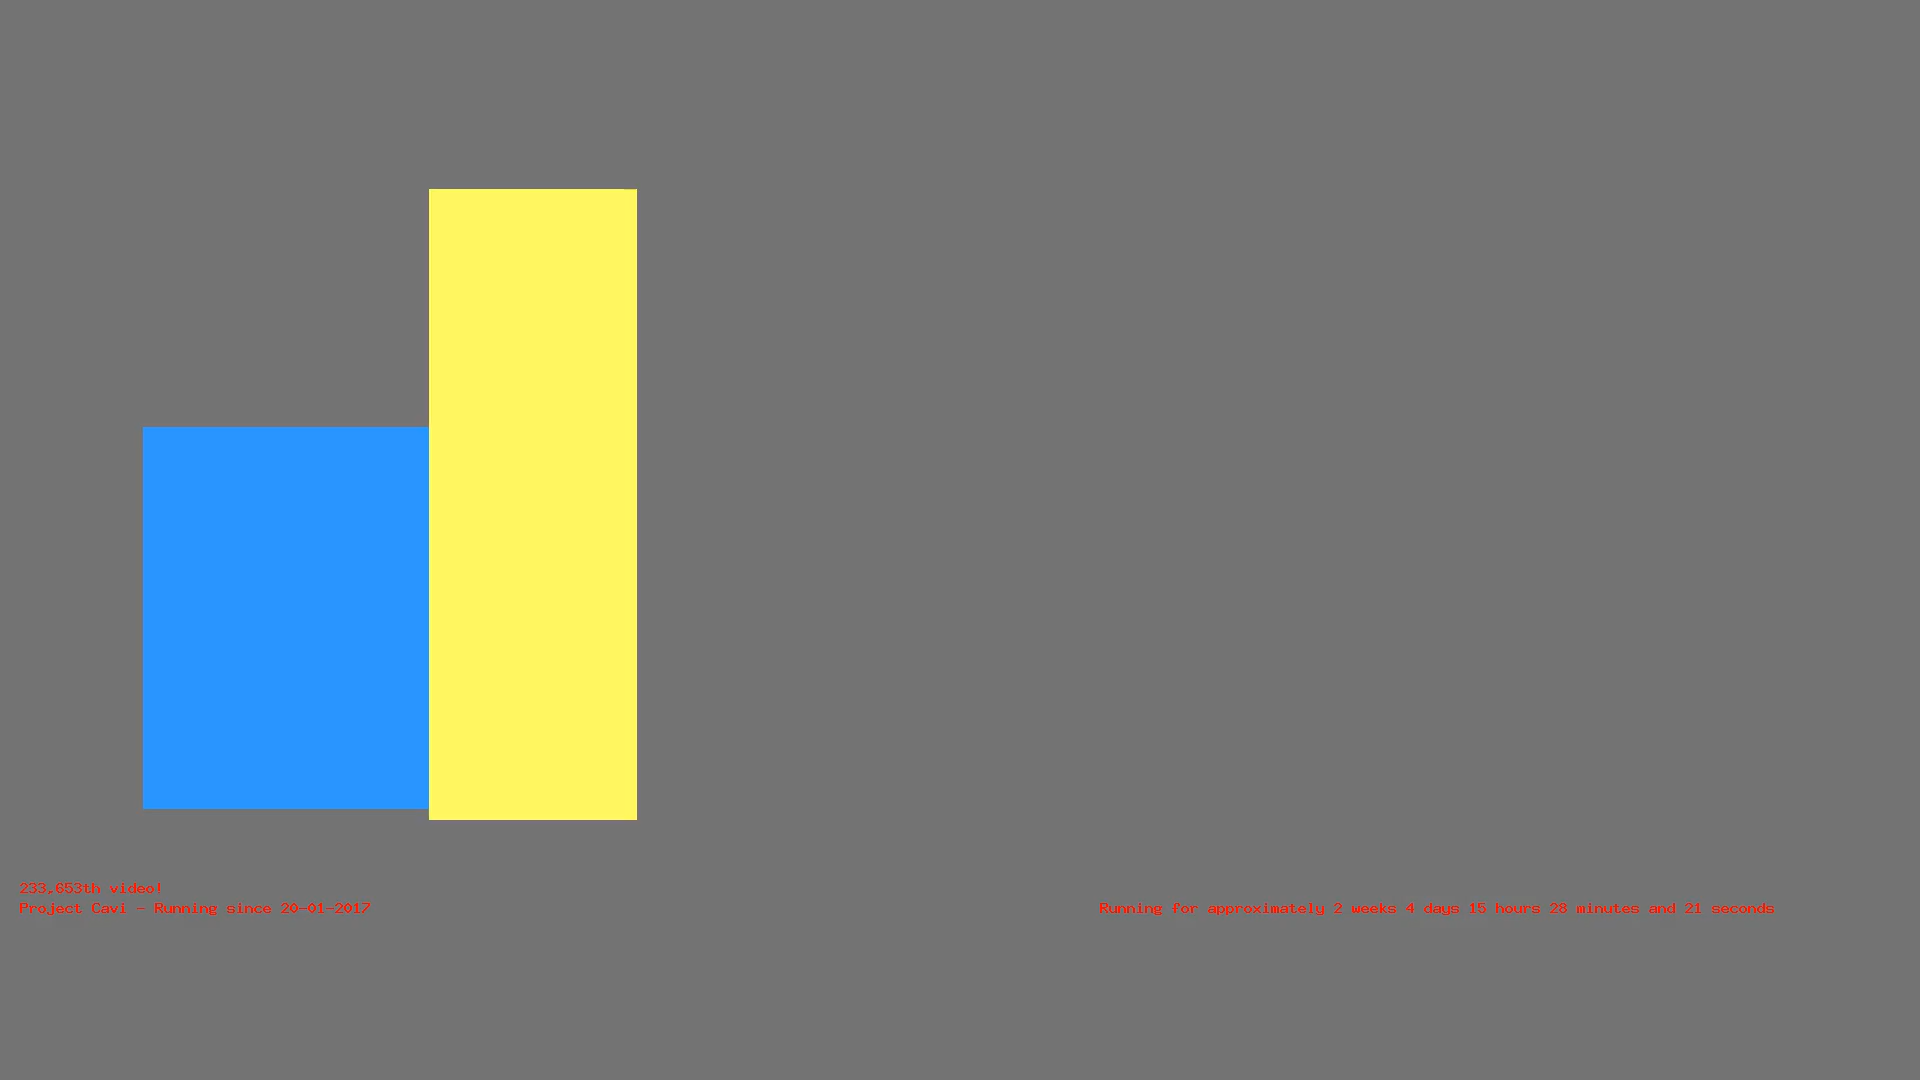 233,653th video!
Project Cavi - Running since 20-01-2017
Running for approximately 2 weeks 4 days 15 hours 28 minutes and 21 seconds